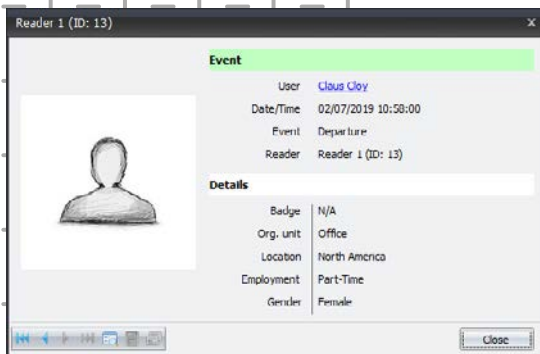 Reader 1 (ID: 13)
x
Event
User Claus Cloy
Date/Time 02/07/2019 10:58:00
Event Departure
Reader Reader 1 (ID: 13)
Details
Badge N/A
Org. unit Office
Location North America
Employment Part-Time
Gender Female
Close